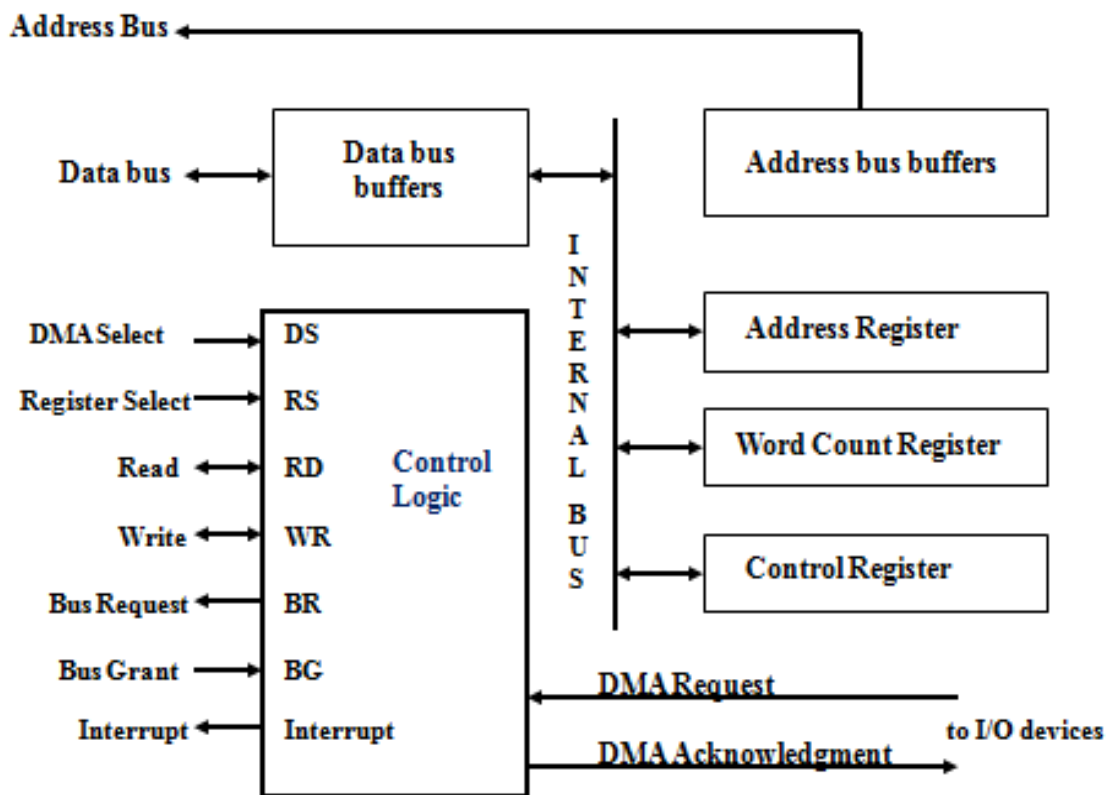 Address Bus
Data bus
Data bus
buffers
Address bus buffers
INTERNAL BUS
DMA Select
DS
Address Register
Register Select
RS
Read
RD
Control
Logic
Word Count Register
Write
WR
Control Register
Bus Request
BR
Bus Grant
BG
DMA Request
Interrupt
Interrupt
to I/O devices
DMA Acknowledgment